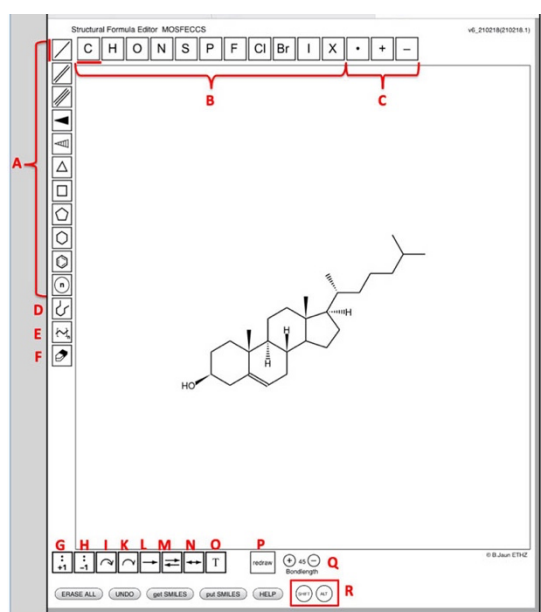 Structural Formula Editor MOSFECCS v6_210218(210218.1)
C H O N S P F Cl Br I X • + −
B C
A
n
D
E
F
H
H
H
HO
G H I K L M N O P
+1 −1 T redraw + 45 − Q
Bondlength
© B.Jaun ETHZ
ERASE ALL UNDO get SMILES put SMILES HELP SHIFT ALT R